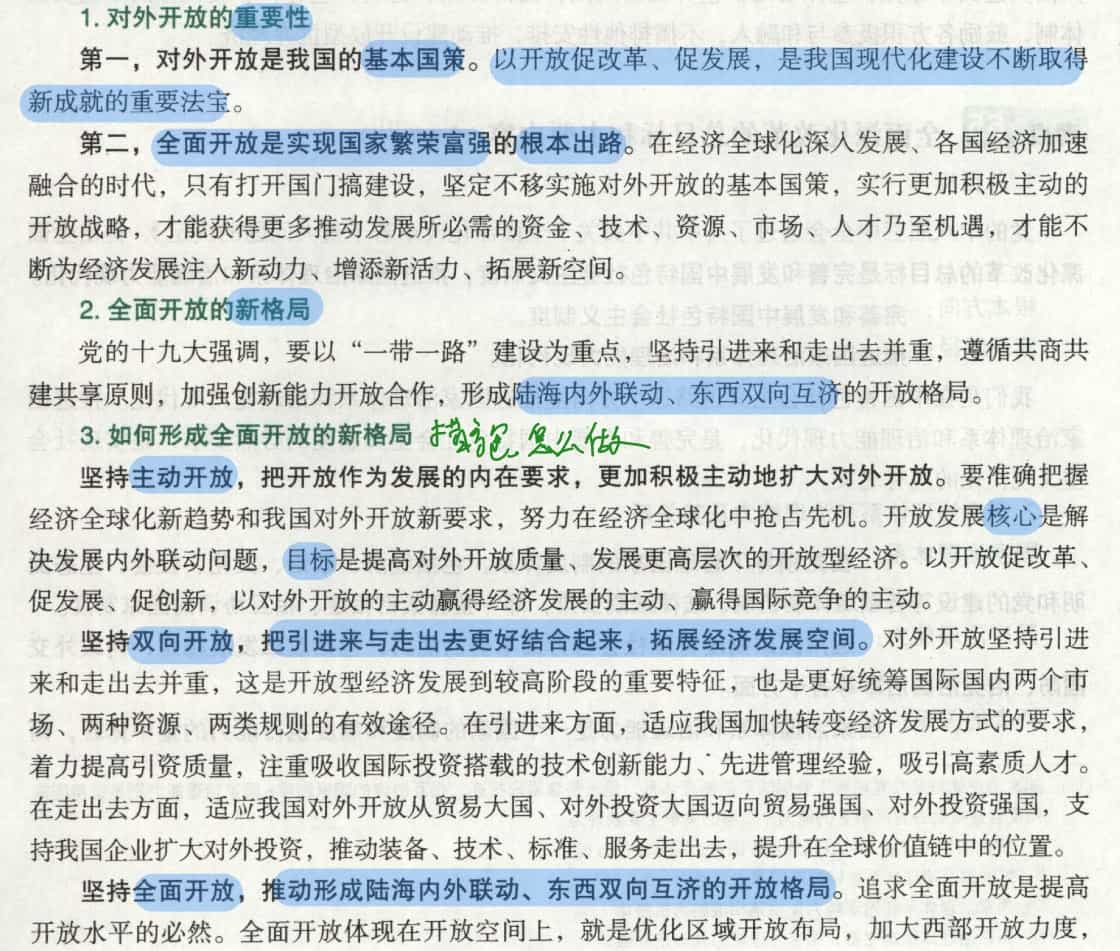 1. 对外开放的重要性
第一，对外开放是我国的基本国策。以开放促改革、促发展，是我国现代化建设不断取得
新成就的重要法宝。
第二，全面开放是实现国家繁荣富强的根本出路。在经济全球化深入发展、各国经济加速
融合的时代，只有打开国门搞建设，坚定不移实施对外开放的基本国策，实行更加积极主动的
开放战略，才能获得更多推动发展所必需的资金、技术、资源、市场、人才乃至机遇，才能不
断为经济发展注入新动力、增添新活力、拓展新空间。
2. 全面开放的新格局
党的十九大强调，要以“一带一路”建设为重点，坚持引进来和走出去并重，遵循共商共
建共享原则，加强创新能力开放合作，形成陆海内外联动、东西双向互济的开放格局。
3. 如何形成全面开放的新格局 怎么做
坚持主动开放，把开放作为发展的内在要求，更加积极主动地扩大对外开放。要准确把握
经济全球化新趋势和我国对外开放新要求，努力在经济全球化中抢占先机。开放发展核心是解
决发展内外联动问题，目标是提高对外开放质量、发展更高层次的开放型经济。以开放促改革、
促发展、促创新，以对外开放的主动赢得经济发展的主动、赢得国际竞争的主动。
坚持双向开放，把引进来与走出去更好结合起来，拓展经济发展空间。对外开放坚持引进
来和走出去并重，这是开放型经济发展到较高阶段的重要特征，也是更好统筹国际国内两个市
场、两种资源、两类规则的有效途径。在引进来方面，适应我国加快转变经济发展方式的要求，
着力提高引资质量，注重吸收国际投资搭载的技术创新能力、先进管理经验，吸引高素质人才。
在走出去方面，适应我国对外开放从贸易大国、对外投资大国迈向贸易强国、对外投资强国，支
持我国企业扩大对外投资，推动装备、技术、标准、服务走出去，提升在全球价值链中的位置。
坚持全面开放，推动形成陆海内外联动、东西双向互济的开放格局。追求全面开放是提高
开放水平的必然。全面开放体现在开放空间上，就是优化区域开放布局，加大西部开放力度，